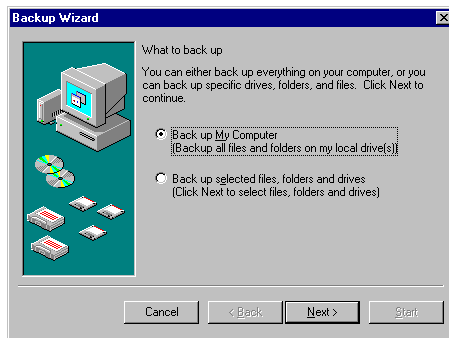 Backup Wizard
What to back up
You can either back up everything on your computer, or you
can back up specific drives, folders, and files. Click Next to
continue.
Back up My Computer
(Backup all files and folders on my local drive(s))
Back up selected files, folders and drives
(Click Next to select files, folders and drives)
Cancel
< Back
Next >
Start